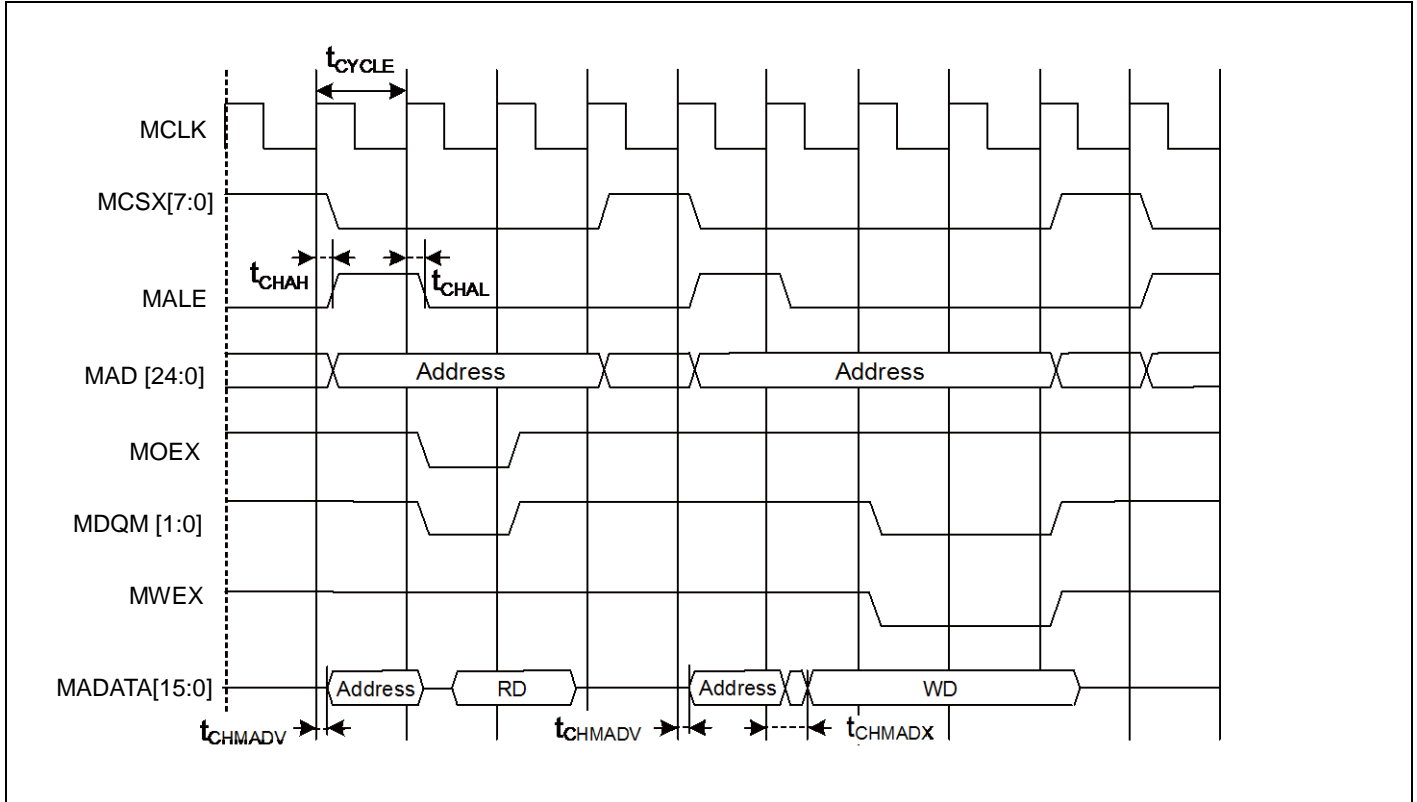 tCYCLE
MCLK
MCSX[7:0]
tCHAH
tCHAL
MALE
MAD [24:0]
Address
Address
MOEX
MDQM [1:0]
MWEX
MADATA[15:0]
Address
RD
Address
WD
tCHMADV
tCHMADV
tCHMADX